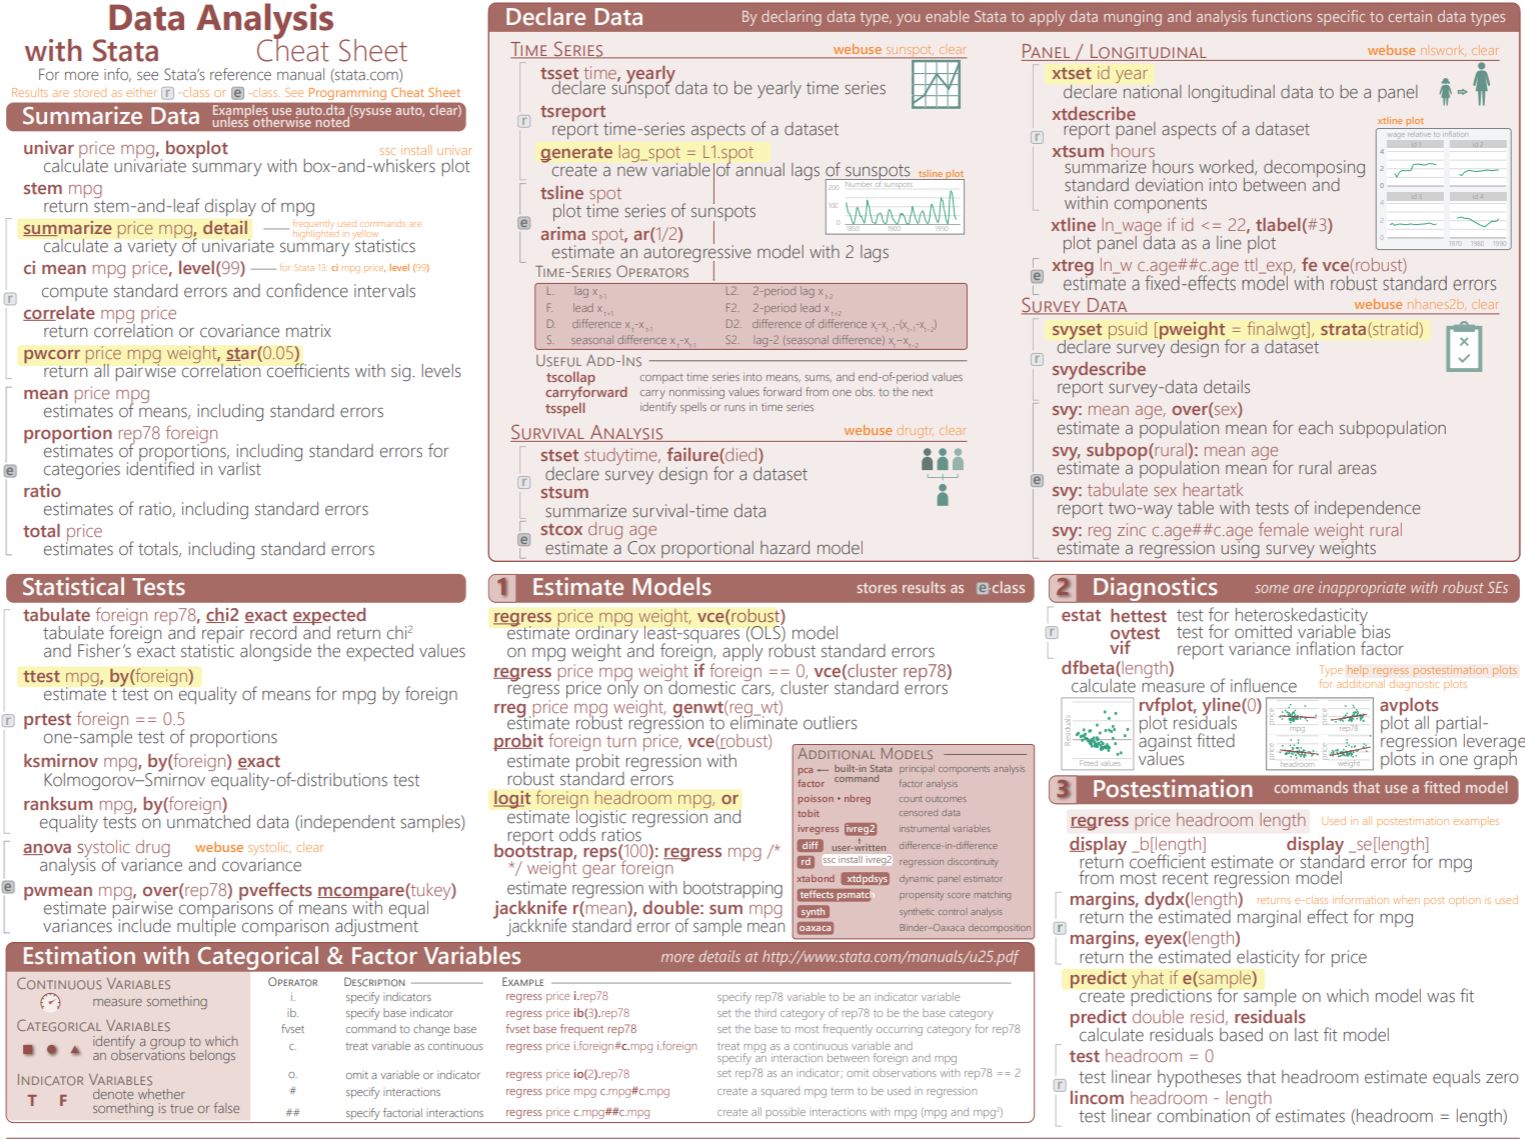 Data Analysis
with Stata Cheat Sheet
For more info, see Stata's reference manual (stata.com)
Results are stored as either r -class or e -class. See Programming Cheat Sheet
Summarize Data Examples use auto.dta (sysuse auto, clear)
unless otherwise noted
univar price mpg, boxplot ssc install univar
calculate univariate summary with box-and-whiskers plot
stem mpg
return stem-and-leaf display of mpg
summarize price mpg, detail frequently used commands are
highlighted in yellow
calculate a variety of univariate summary statistics
ci mean mpg price, level(99) for Stata 13: ci mpg price, level (99)
r compute standard errors and confidence intervals
correlate mpg price
return correlation or covariance matrix
pwcorr price mpg weight, star(0.05)
return all pairwise correlation coefficients with sig. levels
mean price mpg
estimates of means, including standard errors
proportion rep78 foreign
estimates of proportions, including standard errors for
e categories identified in varlist
ratio
estimates of ratio, including standard errors
total price
estimates of totals, including standard errors
Declare Data By declaring data type, you enable Stata to apply data munging and analysis functions specific to certain data types
TIME SERIES webuse sunspot, clear
tsset time, yearly
declare sunspot data to be yearly time series
tsreport
r
report time-series aspects of a dataset
generate lag_spot = L1.spot
create a new variable of annual lags of sunspots tsline plot
tsline spot
Number of sunspots
200
100
0
1850 1900 1950
plot time series of sunspots
e
arima spot, ar(1/2)
estimate an autoregressive model with 2 lags
TIME-SERIES OPERATORS
L. lag x t-1 L2. 2-period lag x t-2
F. lead x t+1 F2. 2-period lead x t+2
D. difference x t-x t-1 D2. difference of difference xt-xt-1-(xt-1-xt-2)
S. seasonal difference x t-xt-1 S2. lag-2 (seasonal difference) xt-xt-2
USEFUL ADD-INS
tscollap compact time series into means, sums, and end-of-period values
carryforward carry nonmissing values forward from one obs. to the next
tsspell identify spells or runs in time series
SURVIVAL ANALYSIS webuse drugtr, clear
stset studytime, failure(died)
declare survey design for a dataset
r
stsum
summarize survival-time data
stcox drug age
e
estimate a Cox proportional hazard model
PANEL / LONGITUDINAL webuse nlswork, clear
xtset id year
declare national longitudinal data to be a panel
xtdescribe
xtline plot
report panel aspects of a dataset
r
wage relative to inflation
id 1 id 2
4
2
0
id 3 id 4
4
2
0
1970 1980 1990
xtsum hours
summarize hours worked, decomposing
standard deviation into between and
within components
xtline ln_wage if id <= 22, tlabel(#3)
plot panel data as a line plot
xtreg ln_w c.age##c.age ttl_exp, fe vce(robust)
e
estimate a fixed-effects model with robust standard errors
SURVEY DATA webuse nhanes2b, clear
svyset psuid [pweight = finalwgt], strata(stratid)
declare survey design for a dataset
r
svydescribe
report survey-data details
svy: mean age, over(sex)
estimate a population mean for each subpopulation
svy, subpop(rural): mean age
estimate a population mean for rural areas
e
svy: tabulate sex heartatk
report two-way table with tests of independence
svy: reg zinc c.age##c.age female weight rural
estimate a regression using survey weights
Statistical Tests
tabulate foreign rep78, chi2 exact expected
tabulate foreign and repair record and return chi2
and Fisher's exact statistic alongside the expected values
ttest mpg, by(foreign)
estimate t test on equality of means for mpg by foreign
r prtest foreign == 0.5
one-sample test of proportions
ksmirnov mpg, by(foreign) exact
Kolmogorov–Smirnov equality-of-distributions test
ranksum mpg, by(foreign)
equality tests on unmatched data (independent samples)
anova systolic drug webuse systolic, clear
analysis of variance and covariance
e pwmean mpg, over(rep78) pveffects mcompare(tukey)
estimate pairwise comparisons of means with equal
variances include multiple comparison adjustment
1 Estimate Models stores results as e -class
regress price mpg weight, vce(robust)
estimate ordinary least-squares (OLS) model
on mpg weight and foreign, apply robust standard errors
regress price mpg weight if foreign == 0, vce(cluster rep78)
regress price only on domestic cars, cluster standard errors
rreg price mpg weight, genwt(reg_wt)
estimate robust regression to eliminate outliers
probit foreign turn price, vce(robust)
estimate probit regression with
robust standard errors
logit foreign headroom mpg, or
estimate logistic regression and
report odds ratios
bootstrap, reps(100): regress mpg /*
*/ weight gear foreign
estimate regression with bootstrapping
jackknife r(mean), double: sum mpg
jackknife standard error of sample mean
ADDITIONAL MODELS
pca built-in Stata principal components analysis
command
factor factor analysis
poisson • nbreg count outcomes
tobit censored data
ivregress ivreg2 instrumental variables
diff user-written difference-in-difference
rd ssc install ivreg2 regression discontinuity
xtabond xtdpdsys dynamic panel estimator
teffects psmatch propensity score matching
synth synthetic control analysis
oaxaca Blinder–Oaxaca decomposition
2 Diagnostics some are inappropriate with robust SEs
estat hettest test for heteroskedasticity
r ovtest test for omitted variable bias
vif report variance inflation factor
dfbeta(length) Type help regress postestimation plots
for additional diagnostic plots
calculate measure of influence
Residuals
Fitted values
rvfplot, yline(0)
plot residuals
against fitted
values
price
mpg
price
rep78
price
headroom
price
weight
avplots
plot all partial-
regression leverage
plots in one graph
3 Postestimation commands that use a fitted model
regress price headroom length Used in all postestimation examples
display _b[length] display _se[length]
return coefficient estimate or standard error for mpg
from most recent regression model
margins, dydx(length) returns e-class information when post option is used
return the estimated marginal effect for mpg
r
margins, eyex(length)
return the estimated elasticity for price
predict yhat if e(sample)
create predictions for sample on which model was fit
predict double resid, residuals
calculate residuals based on last fit model
test headroom = 0
r test linear hypotheses that headroom estimate equals zero
lincom headroom - length
test linear combination of estimates (headroom = length)
Estimation with Categorical & Factor Variables more details at http://www.stata.com/manuals/u25.pdf
CONTINUOUS VARIABLES
measure something
CATEGORICAL VARIABLES
identify a group to which
an observations belongs
INDICATOR VARIABLES
T F denote whether
something is true or false
OPERATOR DESCRIPTION EXAMPLE
i. specify indicators regress price i.rep78 specify rep78 variable to be an indicator variable
ib. specify base indicator regress price ib(3).rep78 set the third category of rep78 to be the base category
fvset command to change base fvset base frequent rep78 set the base to most frequently occurring category for rep78
c. treat variable as continuous regress price i.foreign#c.mpg i.foreign treat mpg as a continuous variable and
specify an interaction between foreign and mpg
o. omit a variable or indicator regress price io(2).rep78 set rep78 as an indicator; omit observations with rep78 == 2
# specify interactions regress price mpg c.mpg#c.mpg create a squared mpg term to be used in regression
## specify factorial interactions regress price c.mpg##c.mpg create all possible interactions with mpg (mpg and mpg2)